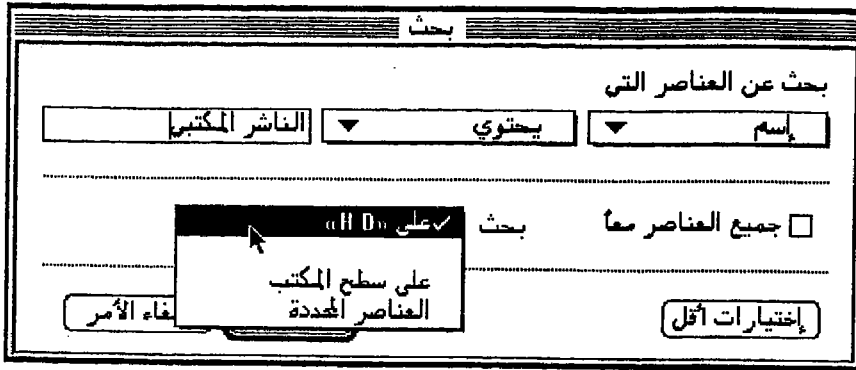 بحث
بحث عن العناصر التي
إسم يحتوي الناشر المكتبي
جميع العناصر معاً بحث ✓على «H D»
على سطح المكتب
العناصر المحددة
إختيارات أقل الأمر